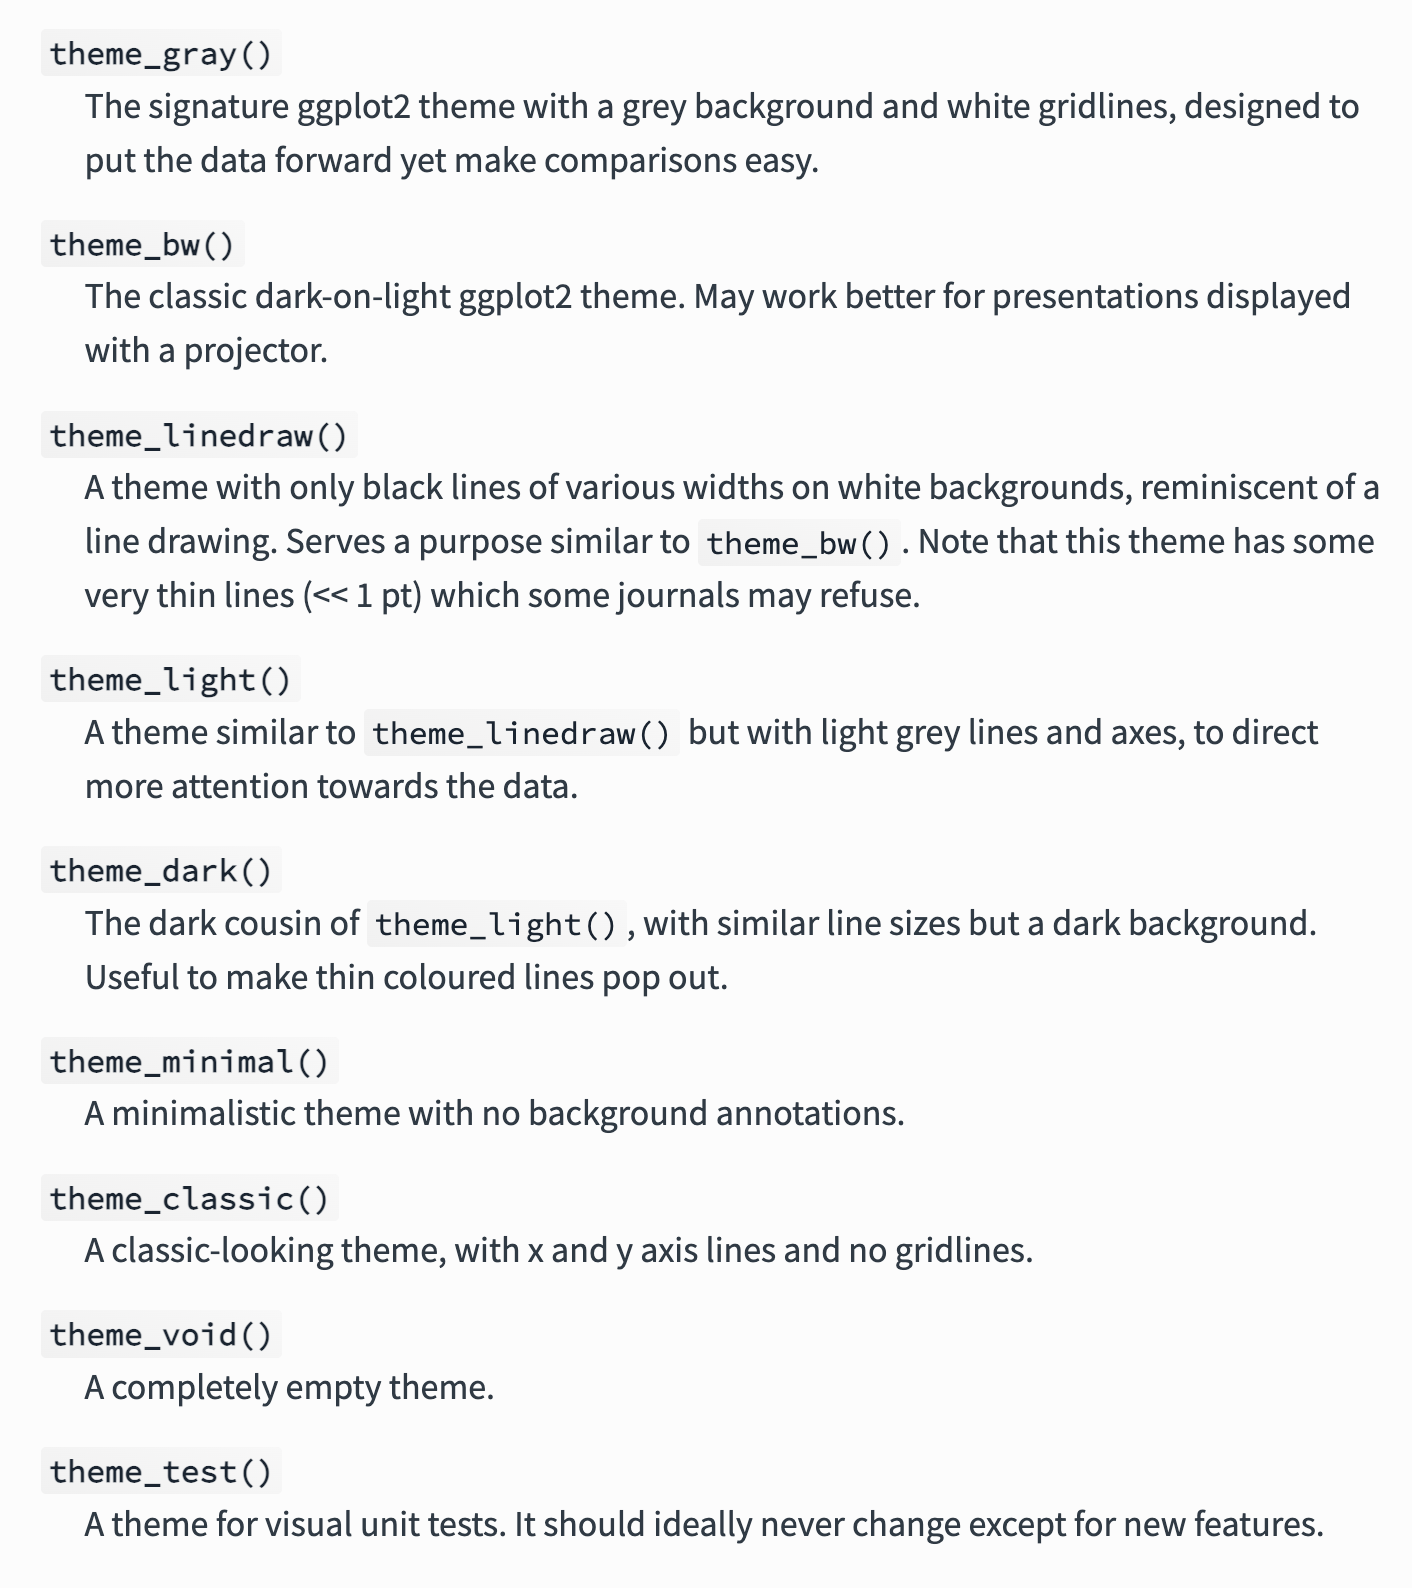 theme_gray()
The signature ggplot2 theme with a grey background and white gridlines, designed to
put the data forward yet make comparisons easy.
theme_bw()
The classic dark-on-light ggplot2 theme. May work better for presentations displayed
with a projector.
theme_linedraw()
A theme with only black lines of various widths on white backgrounds, reminiscent of a
line drawing. Serves a purpose similar to theme_bw(). Note that this theme has some
very thin lines (<< 1 pt) which some journals may refuse.
theme_light()
A theme similar to theme_linedraw() but with light grey lines and axes, to direct
more attention towards the data.
theme_dark()
The dark cousin of theme_light(), with similar line sizes but a dark background.
Useful to make thin coloured lines pop out.
theme_minimal()
A minimalistic theme with no background annotations.
theme_classic()
A classic-looking theme, with x and y axis lines and no gridlines.
theme_void()
A completely empty theme.
theme_test()
A theme for visual unit tests. It should ideally never change except for new features.